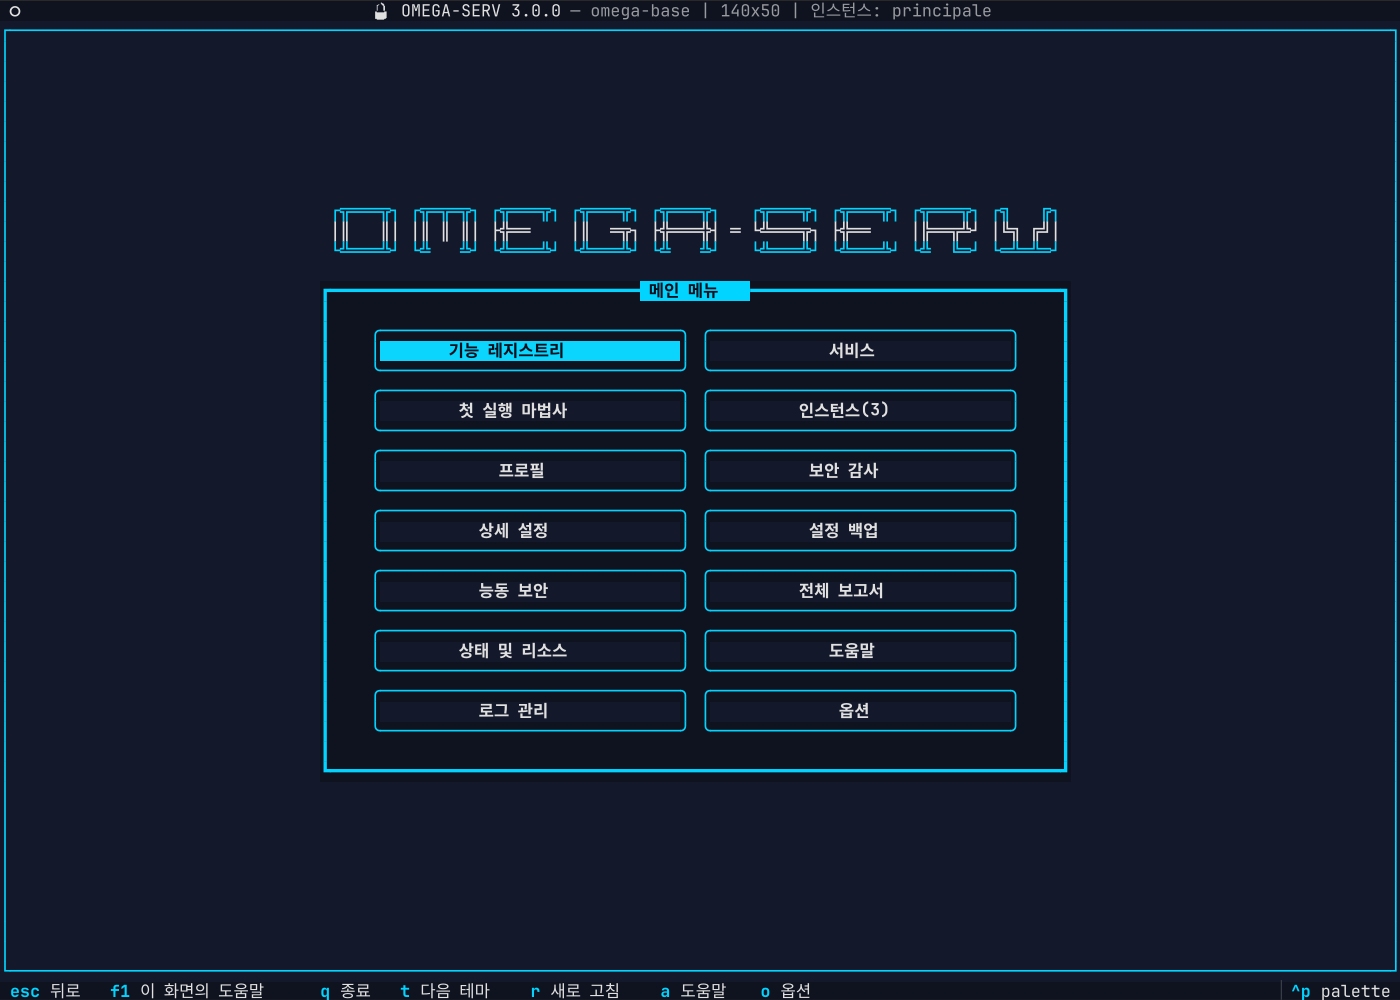 OMEGA-SERV 3.0.0 — omega-base | 140x50 | 인스턴스: principale
OMEGA-SERV
메인 메뉴
기능 레지스트리 서비스
첫 실행 마법사 인스턴스(3)
프로필 보안 감사
상세 설정 설정 백업
능동 보안 전체 보고서
상태 및 리소스 도움말
로그 관리 옵션
esc 뒤로 f1 이 화면의 도움말 q 종료 t 다음 테마 r 새로 고침 a 도움말 o 옵션 ^p palette